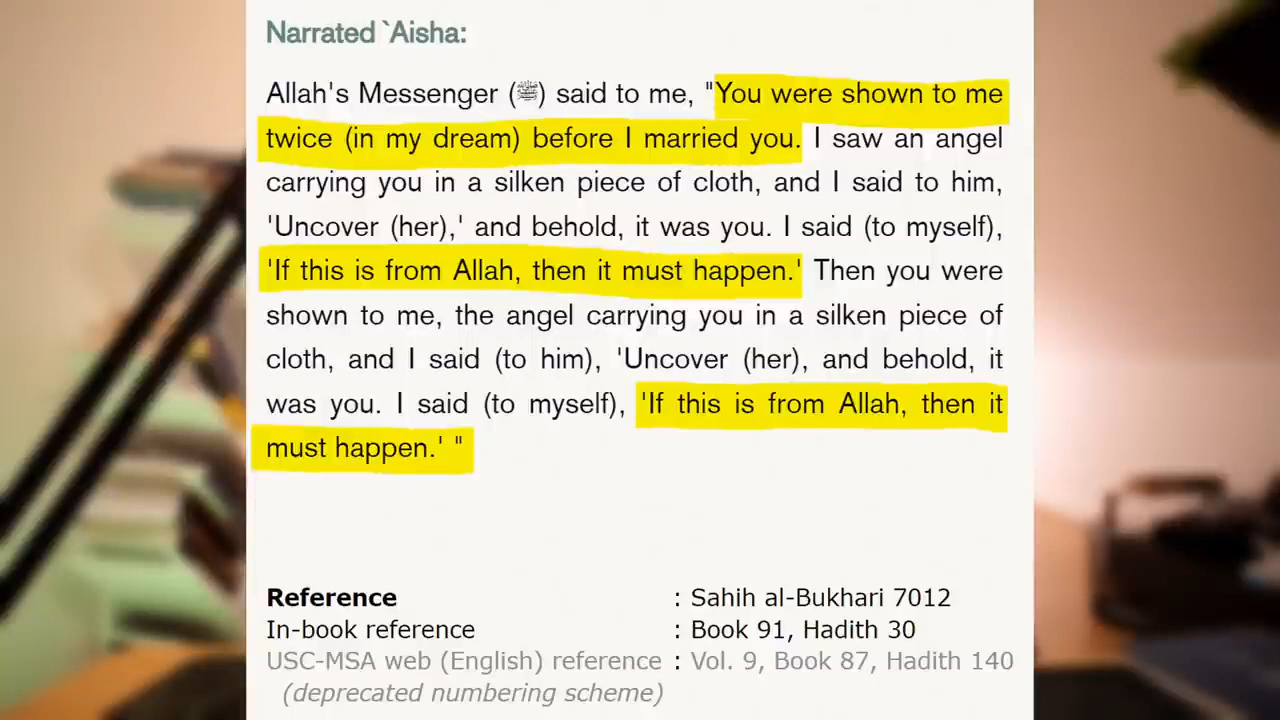 Narrated `Aisha:
Allah's Messenger (ﷺ) said to me, "You were shown to me
twice (in my dream) before I married you. I saw an angel
carrying you in a silken piece of cloth, and I said to him,
'Uncover (her),' and behold, it was you. I said (to myself),
'If this is from Allah, then it must happen.' Then you were
shown to me, the angel carrying you in a silken piece of
cloth, and I said (to him), 'Uncover (her), and behold, it
was you. I said (to myself), 'If this is from Allah, then it
must happen.' "
Reference : Sahih al-Bukhari 7012
In-book reference : Book 91, Hadith 30
USC-MSA web (English) reference : Vol. 9, Book 87, Hadith 140
(deprecated numbering scheme)